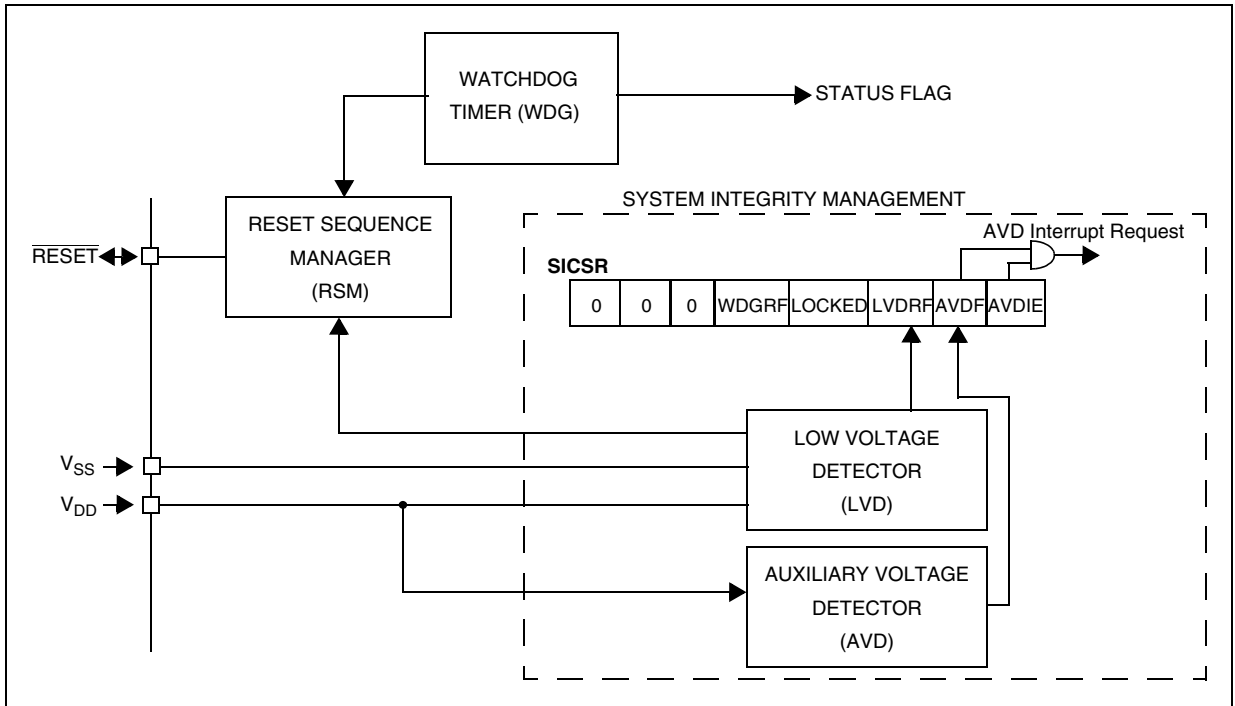 WATCHDOG
TIMER (WDG)
STATUS FLAG
SYSTEM INTEGRITY MANAGEMENT
RESET SEQUENCE
MANAGER
(RSM)
RESET
AVD Interrupt Request
SICSR
0 0 0 WDGRF LOCKED LVDRF AVDF AVDIE
LOW VOLTAGE
DETECTOR
(LVD)
VSS
VDD
AUXILIARY VOLTAGE
DETECTOR
(AVD)